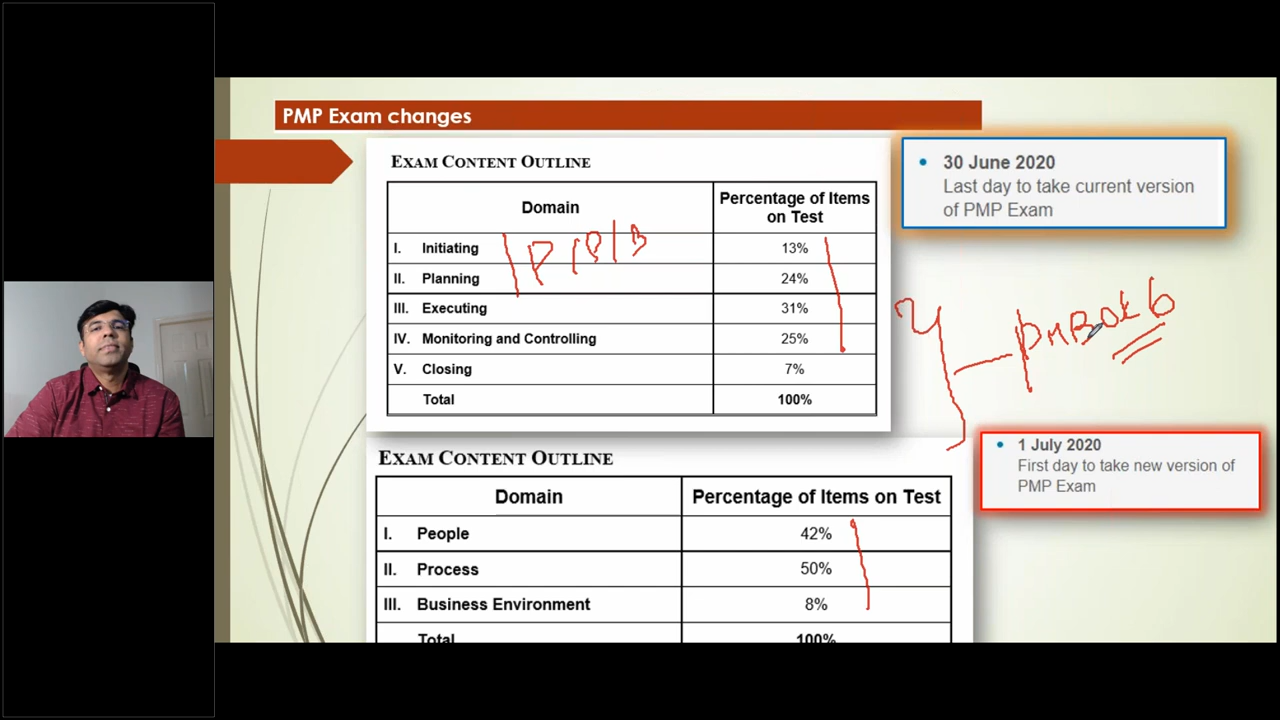 PMP Exam changes
EXAM CONTENT OUTLINE
Domain Percentage of Items on Test
I. Initiating 13%
II. Planning 24%
III. Executing 31%
IV. Monitoring and Controlling 25%
V. Closing 7%
Total 100%
P / P / B
• 30 June 2020
Last day to take current version
of PMP Exam
PMBOK 6
• 1 July 2020
First day to take new version of
PMP Exam
EXAM CONTENT OUTLINE
Domain Percentage of Items on Test
I. People 42%
II. Process 50%
III. Business Environment 8%
Total 100%